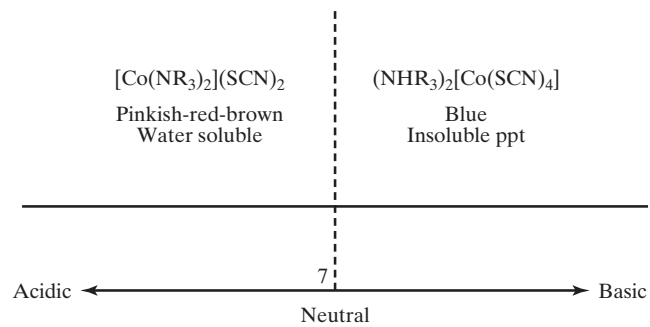 [Co(NR₃)₂](SCN)₂
Pinkish-red-brown
Water soluble
(NHR₃)₂[Co(SCN)₄]
Blue
Insoluble ppt
7
Acidic
Basic
Neutral